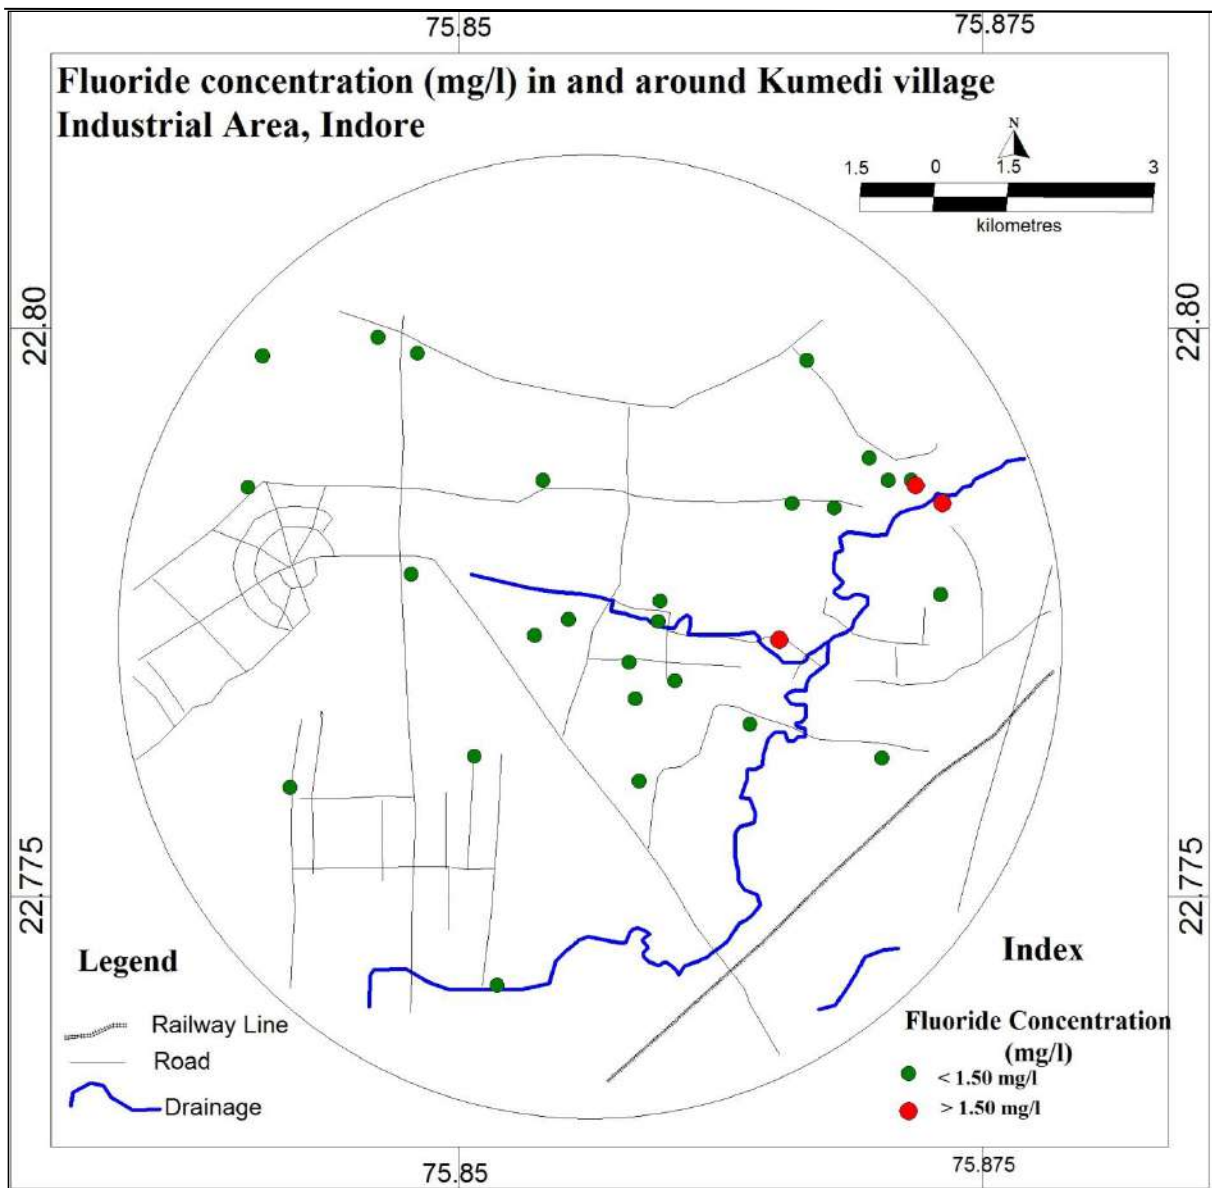 75.85
75.875
Fluoride concentration (mg/l) in and around Kumedi village
Industrial Area, Indore
N
1.5 0 1.5 3
kilometres
22.80
22.80
22.775
22.775
Legend
Railway Line
Road
Drainage
Index
Fluoride Concentration
(mg/l)
< 1.50 mg/l
> 1.50 mg/l
75.85
75.875